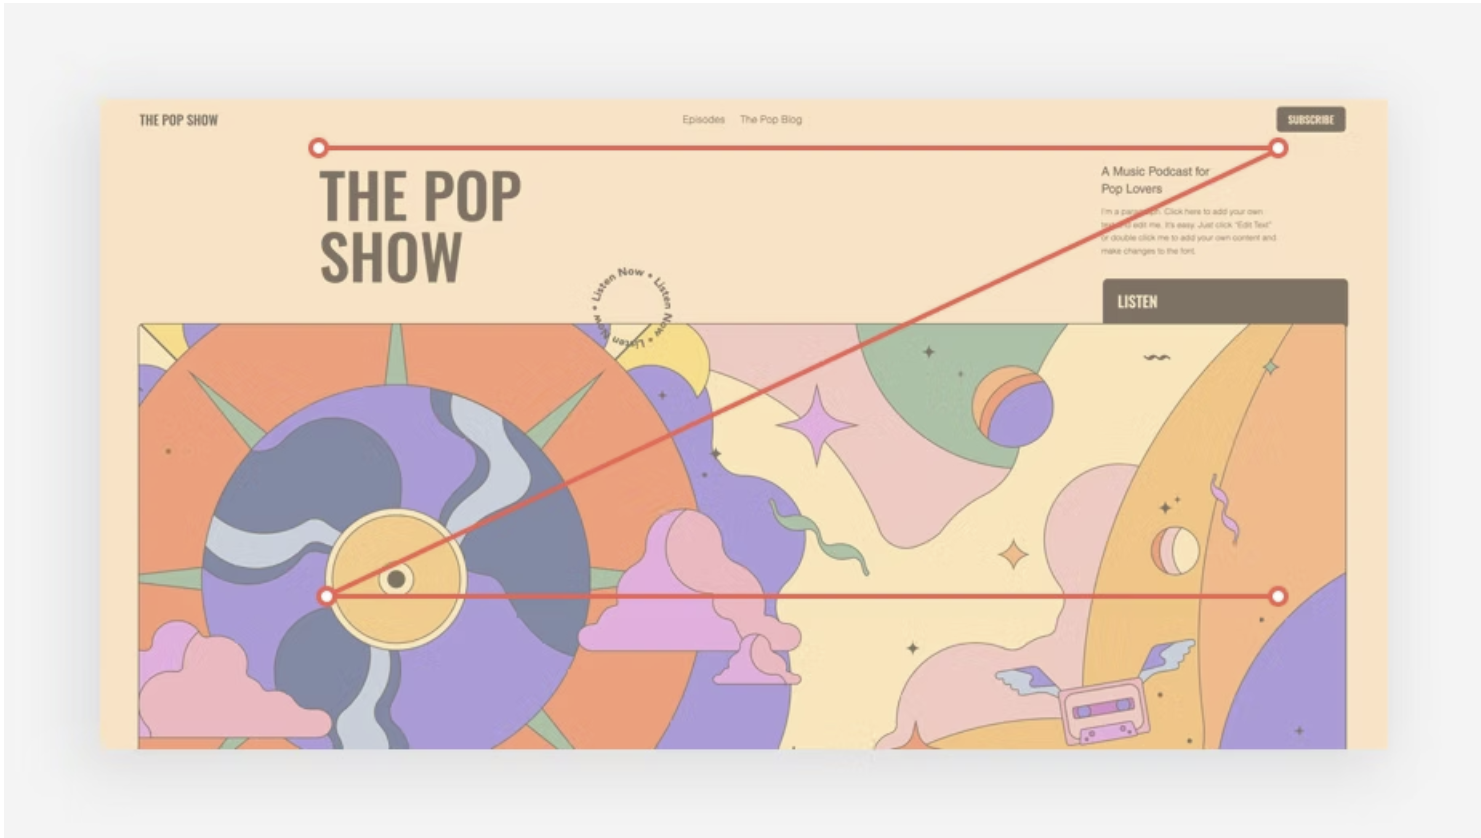 THE POP SHOW
Episodes
The Pop Blog
SUBSCRIBE
THE POP
SHOW
A Music Podcast for
Pop Lovers
I'm a paragraph. Click here to add your own
text and edit me. It's easy. Just click "Edit Text"
or double click me to add your own content and
make changes to the font.
Listen Now • Listen Now • Listen Now •
LISTEN